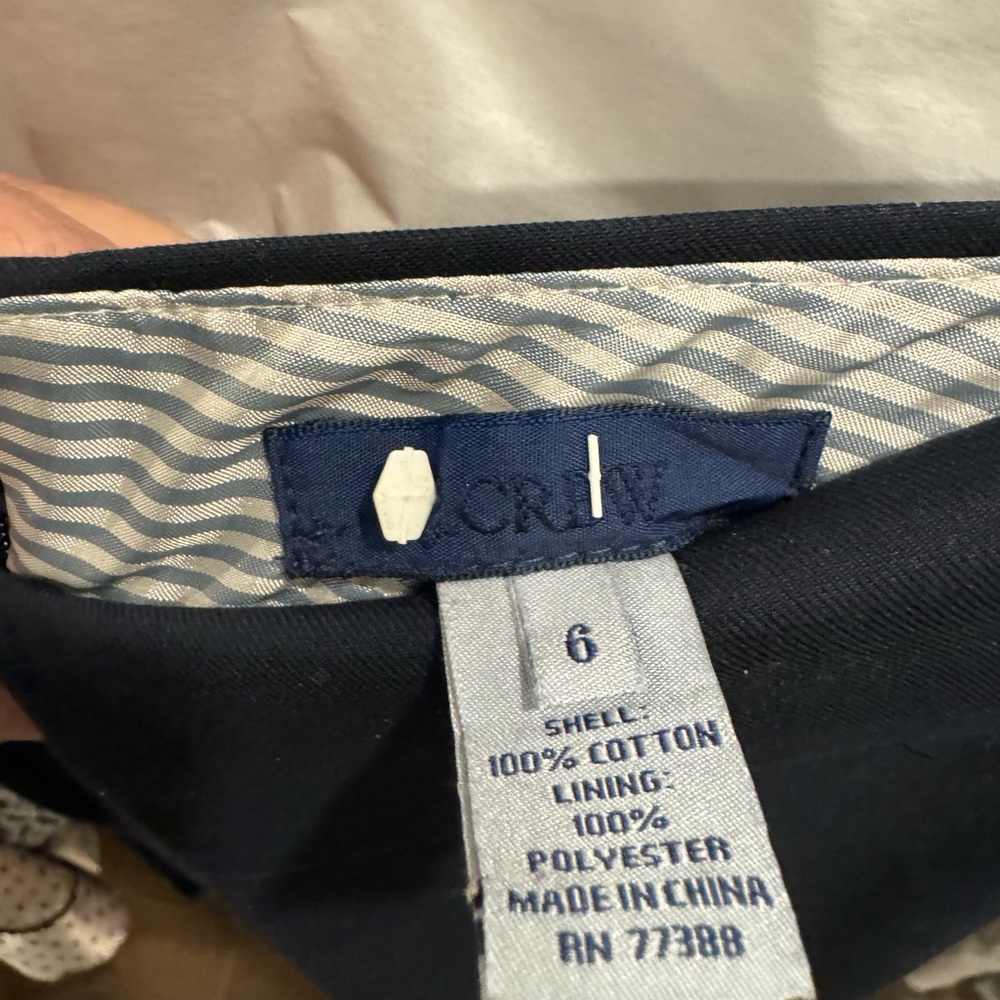 J.CREW
6
SHELL:
100% COTTON
LINING:
100%
POLYESTER
MADE IN CHINA
RN 77388